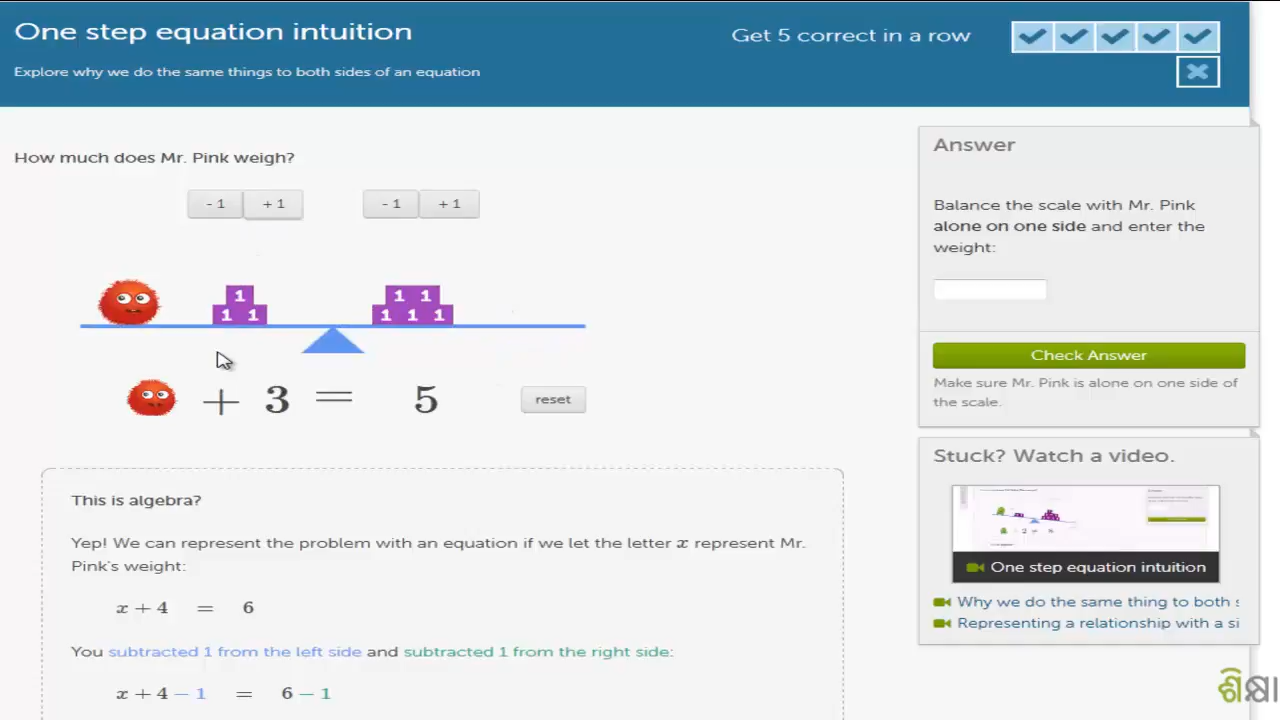 One step equation intuition
Get 5 correct in a row
Explore why we do the same things to both sides of an equation
How much does Mr. Pink weigh?
- 1 + 1 - 1 + 1
1 1 1
1 1 1 1 1
+ 3 = 5
reset
This is algebra?
Yep! We can represent the problem with an equation if we let the letter x represent Mr.
Pink's weight:
x + 4 = 6
You subtracted 1 from the left side and subtracted 1 from the right side:
x + 4 − 1 = 6 − 1
Answer
Balance the scale with Mr. Pink
alone on one side and enter the
weight:
Check Answer
Make sure Mr. Pink is alone on one side of
the scale.
Stuck? Watch a video.
One step equation intuition
Why we do the same thing to both s
Representing a relationship with a si
ଶିକ୍ଷା